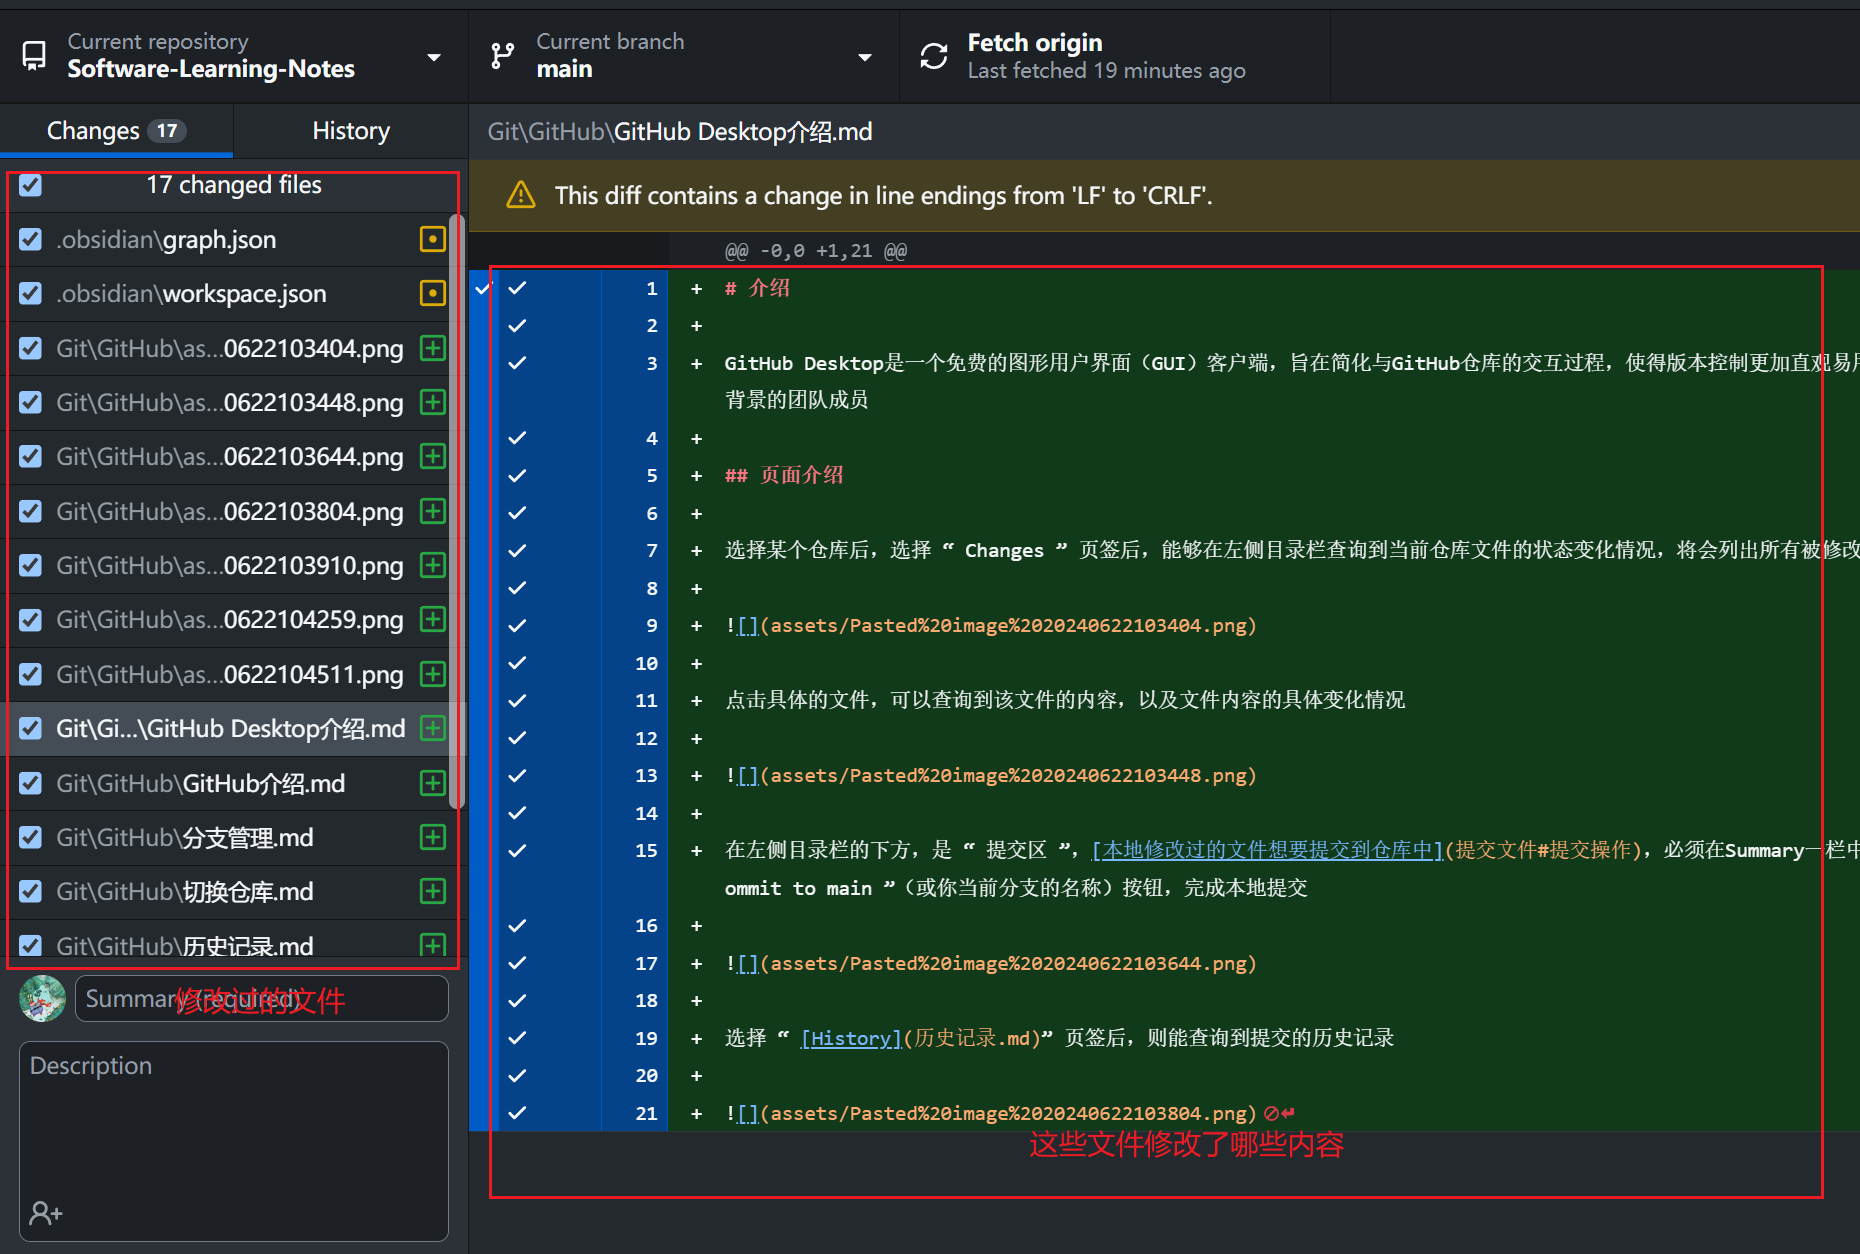 Current repository
Software-Learning-Notes
Current branch
main
Fetch origin
Last fetched 19 minutes ago
Changes 17
History
Git\GitHub\GitHub Desktop介绍.md
17 changed files
.obsidian\graph.json
.obsidian\workspace.json
Git\GitHub\as...0622103404.png
Git\GitHub\as...0622103448.png
Git\GitHub\as...0622103644.png
Git\GitHub\as...0622103804.png
Git\GitHub\as...0622103910.png
Git\GitHub\as...0622104259.png
Git\GitHub\as...0622104511.png
Git\Gi...\GitHub Desktop介绍.md
Git\GitHub\GitHub介绍.md
Git\GitHub\分支管理.md
Git\GitHub\切换仓库.md
Git\GitHub\历史记录.md
Summary (required)
修改过的文件
Description
This diff contains a change in line endings from 'LF' to 'CRLF'.
@@ -0,0 +1,21 @@
1 + # 介绍
2 +
3 + GitHub Desktop是一个免费的图形用户界面（GUI）客户端，旨在简化与GitHub仓库的交互过程，使得版本控制更加直观易用
背景的团队成员
4 +
5 + ## 页面介绍
6 +
7 + 选择某个仓库后，选择 “ Changes ” 页签后，能够在左侧目录栏查询到当前仓库文件的状态变化情况，将会列出所有被修改
8 +
9 + ![](assets/Pasted%20image%2020240622103404.png)
10 +
11 + 点击具体的文件，可以查询到该文件的内容，以及文件内容的具体变化情况
12 +
13 + ![](assets/Pasted%20image%2020240622103448.png)
14 +
15 + 在左侧目录栏的下方，是 “ 提交区 ”，[本地修改过的文件想要提交到仓库中](提交文件#提交操作)，必须在Summary一栏中
ommit to main ”（或你当前分支的名称）按钮，完成本地提交
16 +
17 + ![](assets/Pasted%20image%2020240622103644.png)
18 +
19 + 选择 “ [History](历史记录.md)” 页签后，则能查询到提交的历史记录
20 +
21 + ![](assets/Pasted%20image%2020240622103804.png)
这些文件修改了哪些内容